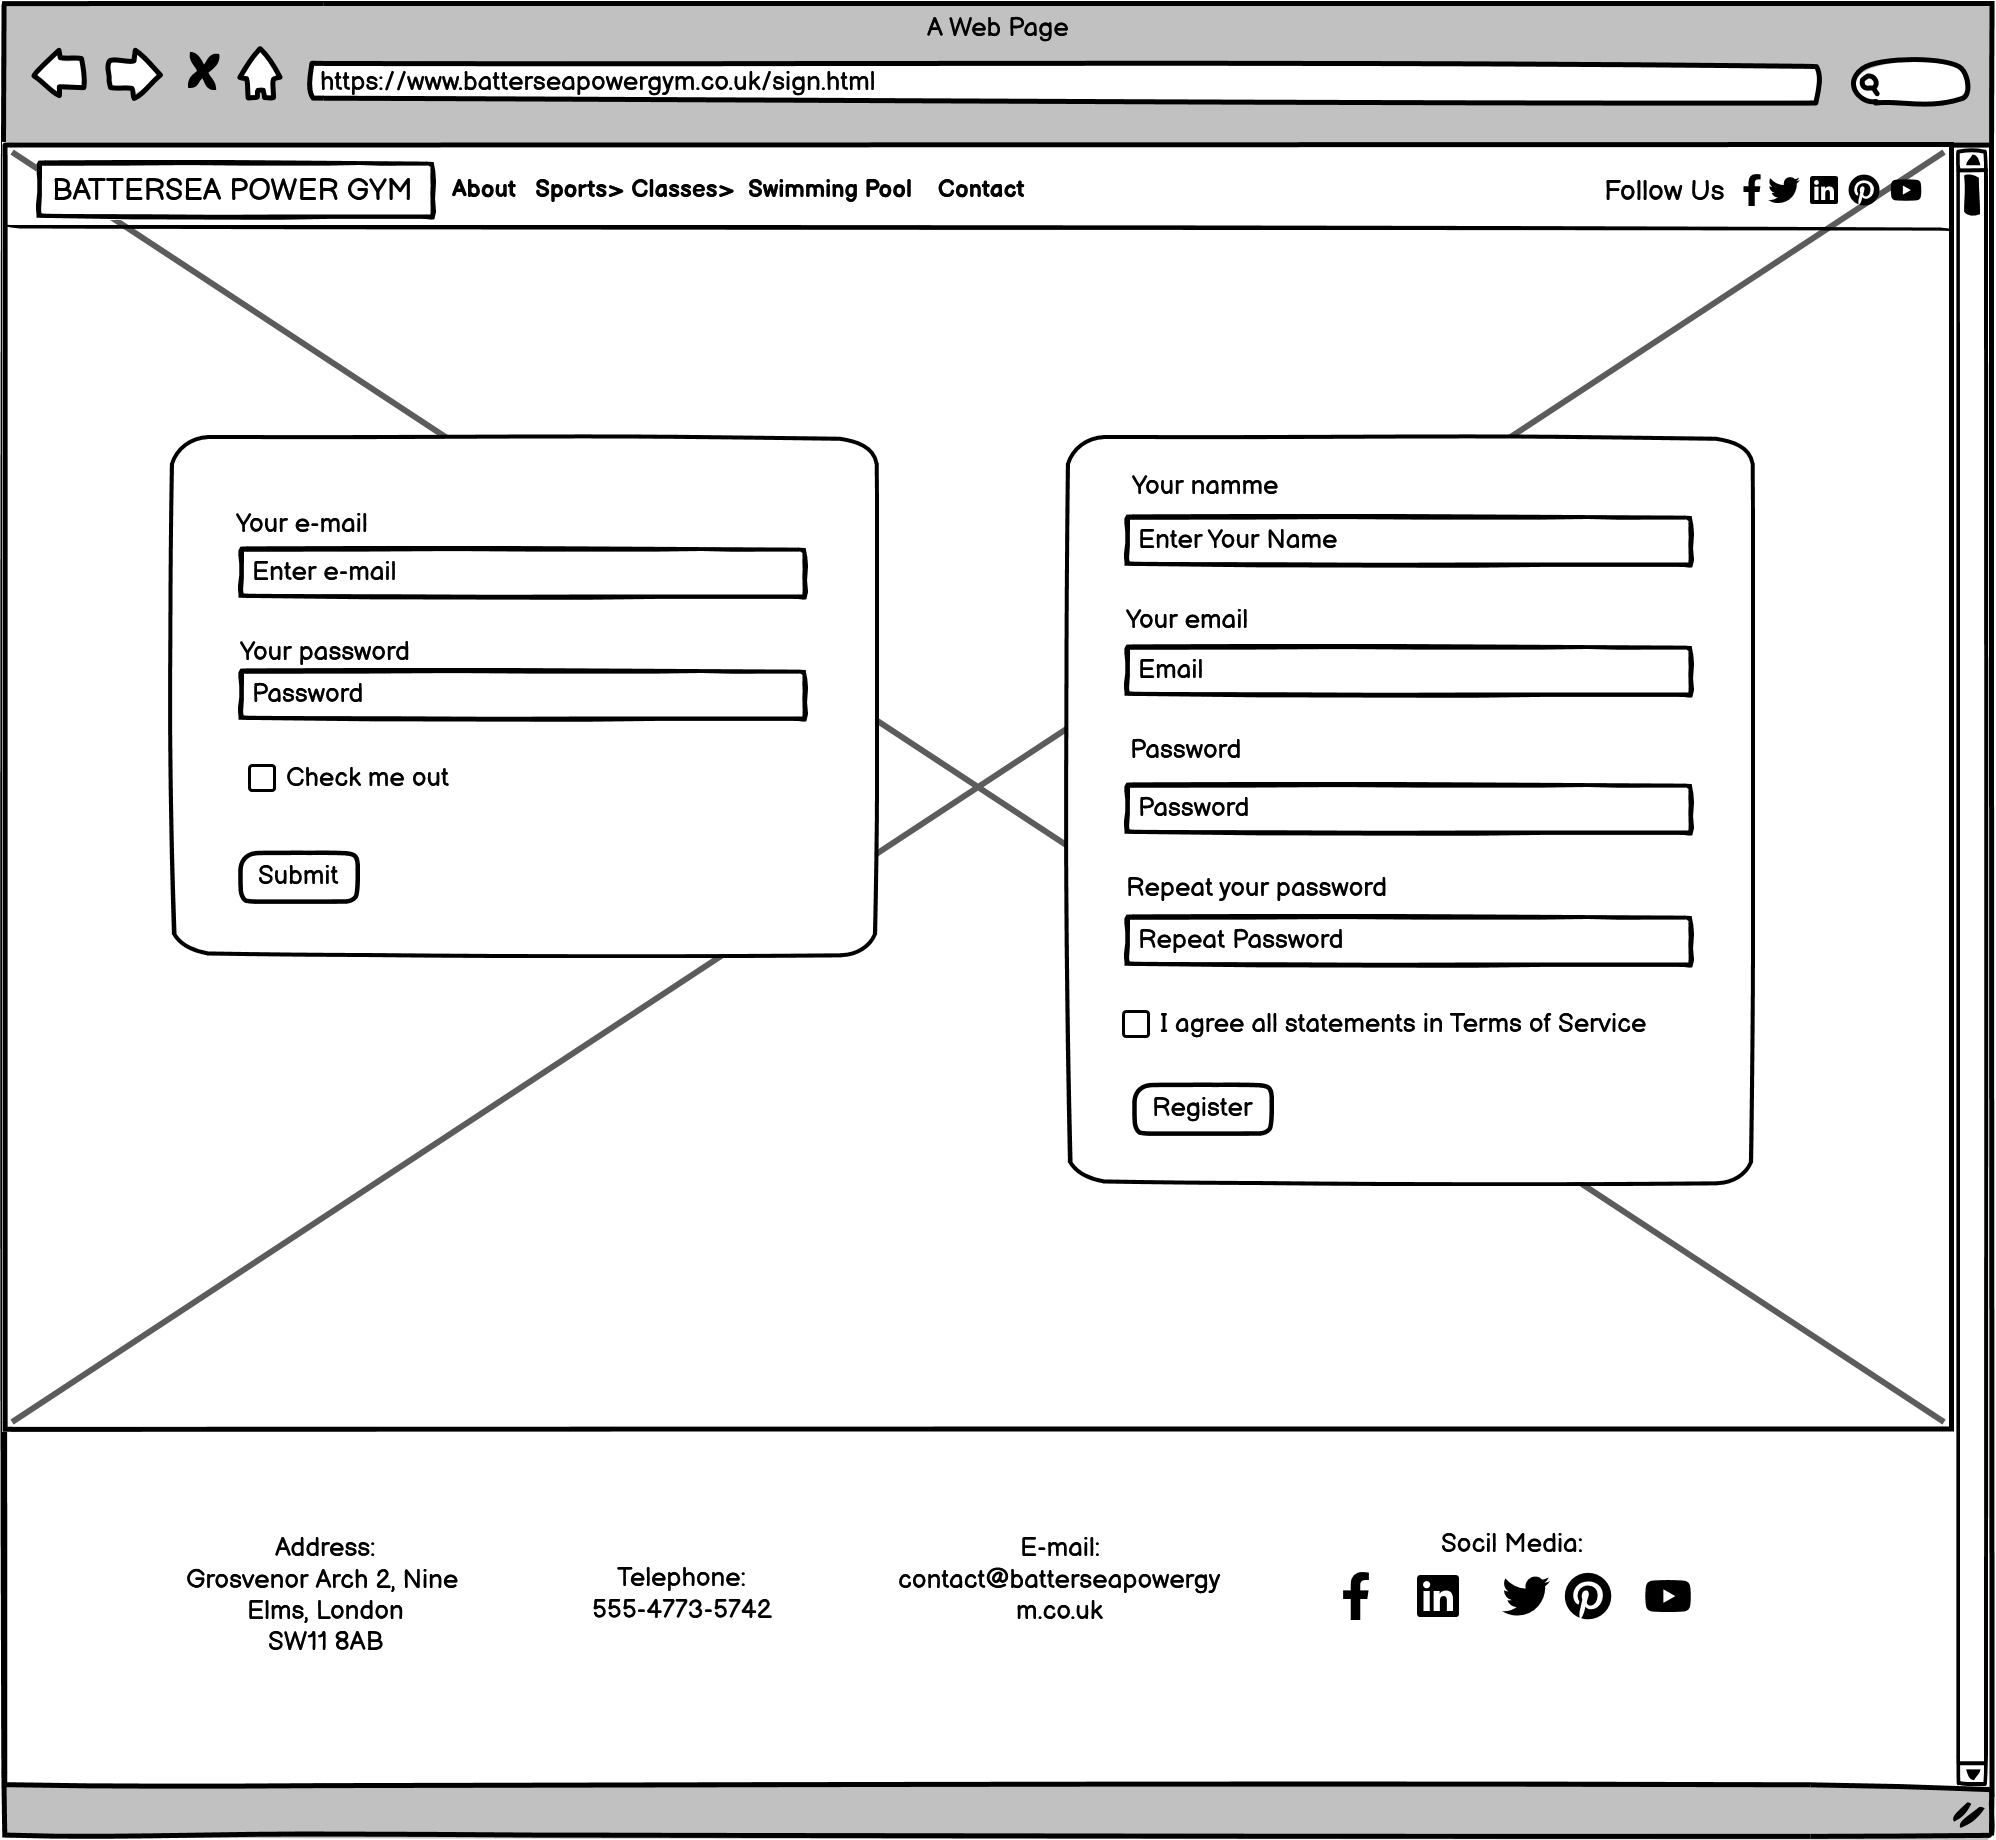 A Web Page
https://www.batterseapowergym.co.uk/sign.html
BATTERSEA POWER GYM About Sports> Classes> Swimming Pool Contact Follow Us
Your e-mail
Enter e-mail
Your password
Password
Check me out
Submit
Your namme
Enter Your Name
Your email
Email
Password
Password
Repeat your password
Repeat Password
I agree all statements in Terms of Service
Register
Address:
Grosvenor Arch 2, Nine
Elms, London
SW11 8AB
Telephone:
555-4773-5742
E-mail:
contact@batterseapowergy
m.co.uk
Socil Media: